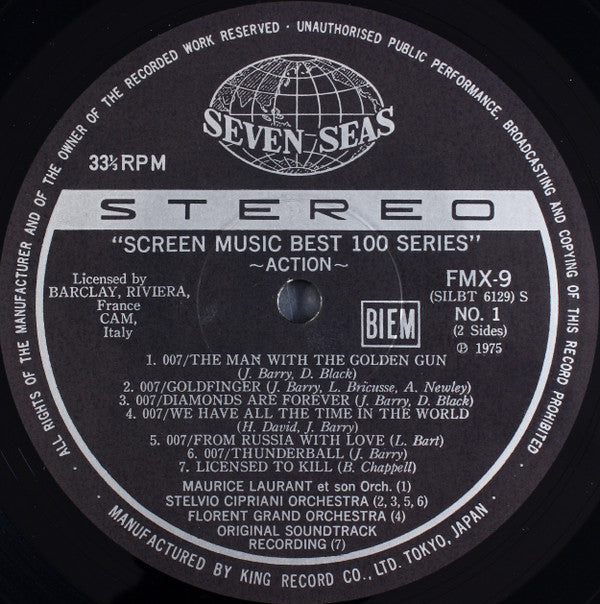 ALL RIGHTS OF THE MANUFACTURER AND OF THE OWNER OF THE RECORDED WORK RESERVED · UNAUTHORISED PUBLIC PERFORMANCE, BROADCASTING AND COPYING OF THIS RECORD PROHIBITED
SEVEN SEAS
33⅓ RPM
STEREO
"SCREEN MUSIC BEST 100 SERIES"
~ACTION~
Licensed by
BARCLAY, RIVIERA,
France
CAM,
Italy
BIEM
FMX-9
(SILBT 6129) S
NO. 1
(2 Sides)
℗ 1975
1. 007/THE MAN WITH THE GOLDEN GUN
(J. Barry, D. Black)
2. 007/GOLDFINGER (J. Barry, L. Bricusse, A. Newley)
3. 007/DIAMONDS ARE FOREVER (J. Barry, D. Black)
4. 007/WE HAVE ALL THE TIME IN THE WORLD
(H. David, J. Barry)
5. 007/FROM RUSSIA WITH LOVE (L. Bart)
6. 007/THUNDERBALL (J. Barry)
7. LICENSED TO KILL (B. Chappell)
MAURICE LAURANT et son Orch. (1)
STELVIO CIPRIANI ORCHESTRA (2, 3, 5, 6)
FLORENT GRAND ORCHESTRA (4)
ORIGINAL SOUNDTRACK
RECORDING (7)
· MANUFACTURED BY KING RECORD CO., LTD. TOKYO, JAPAN ·